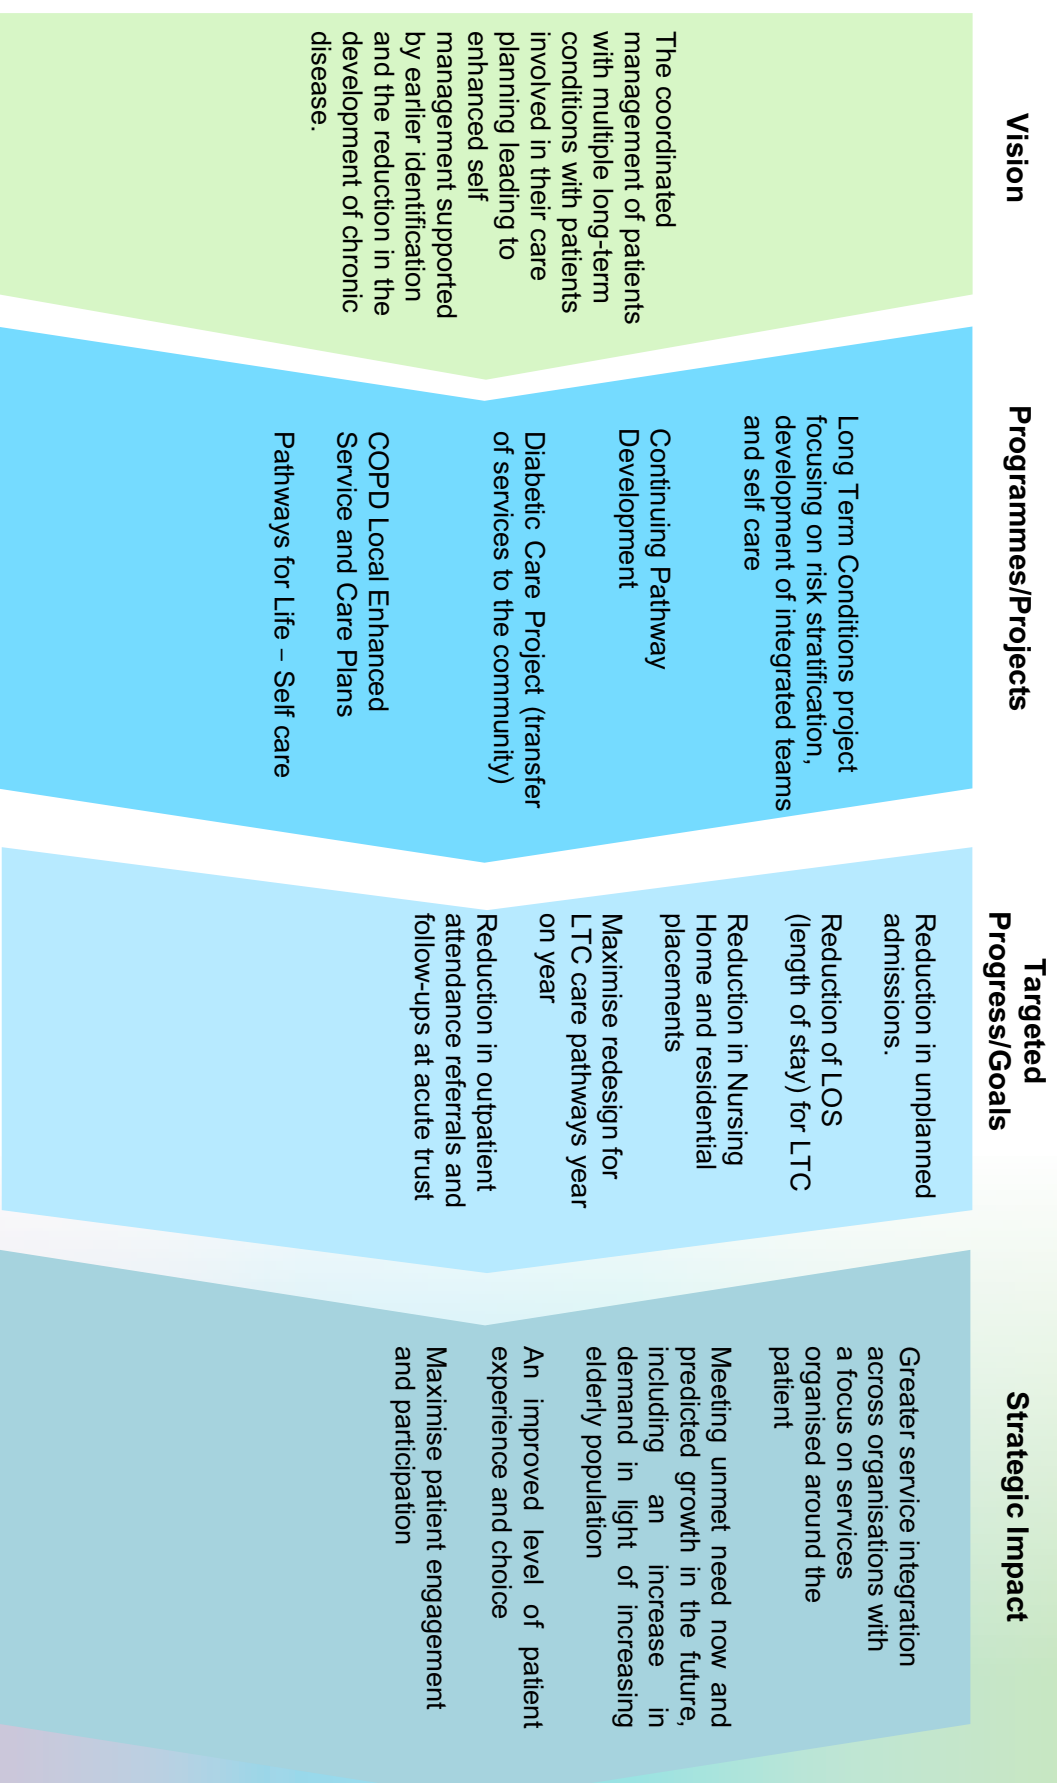 Vision
The coordinated
management of patients
with multiple long-term
conditions with patients
involved in their care
planning leading to
enhanced self
management supported
by earlier identification
and the reduction in the
development of chronic
disease.
Programmes/Projects
Long Term Conditions project
focusing on risk stratification,
development of integrated teams
and self care
Continuing Pathway
Development
Diabetic Care Project (transfer
of services to the community)
COPD Local Enhanced
Service and Care Plans
Pathways for Life – Self care
Targeted
Progress/Goals
Reduction in unplanned
admissions.
Reduction of LOS
(length of stay) for LTC
Reduction in Nursing
Home and residential
placements
Maximise redesign for
LTC care pathways year
on year
Reduction in outpatient
attendance referrals and
follow-ups at acute trust
Strategic Impact
Greater service integration
across organisations with
a focus on services
organised around the
patient
Meeting unmet need now and
predicted growth in the future,
including an increase in
demand in light of increasing
elderly population
An improved level of patient
experience and choice
Maximise patient engagement
and participation